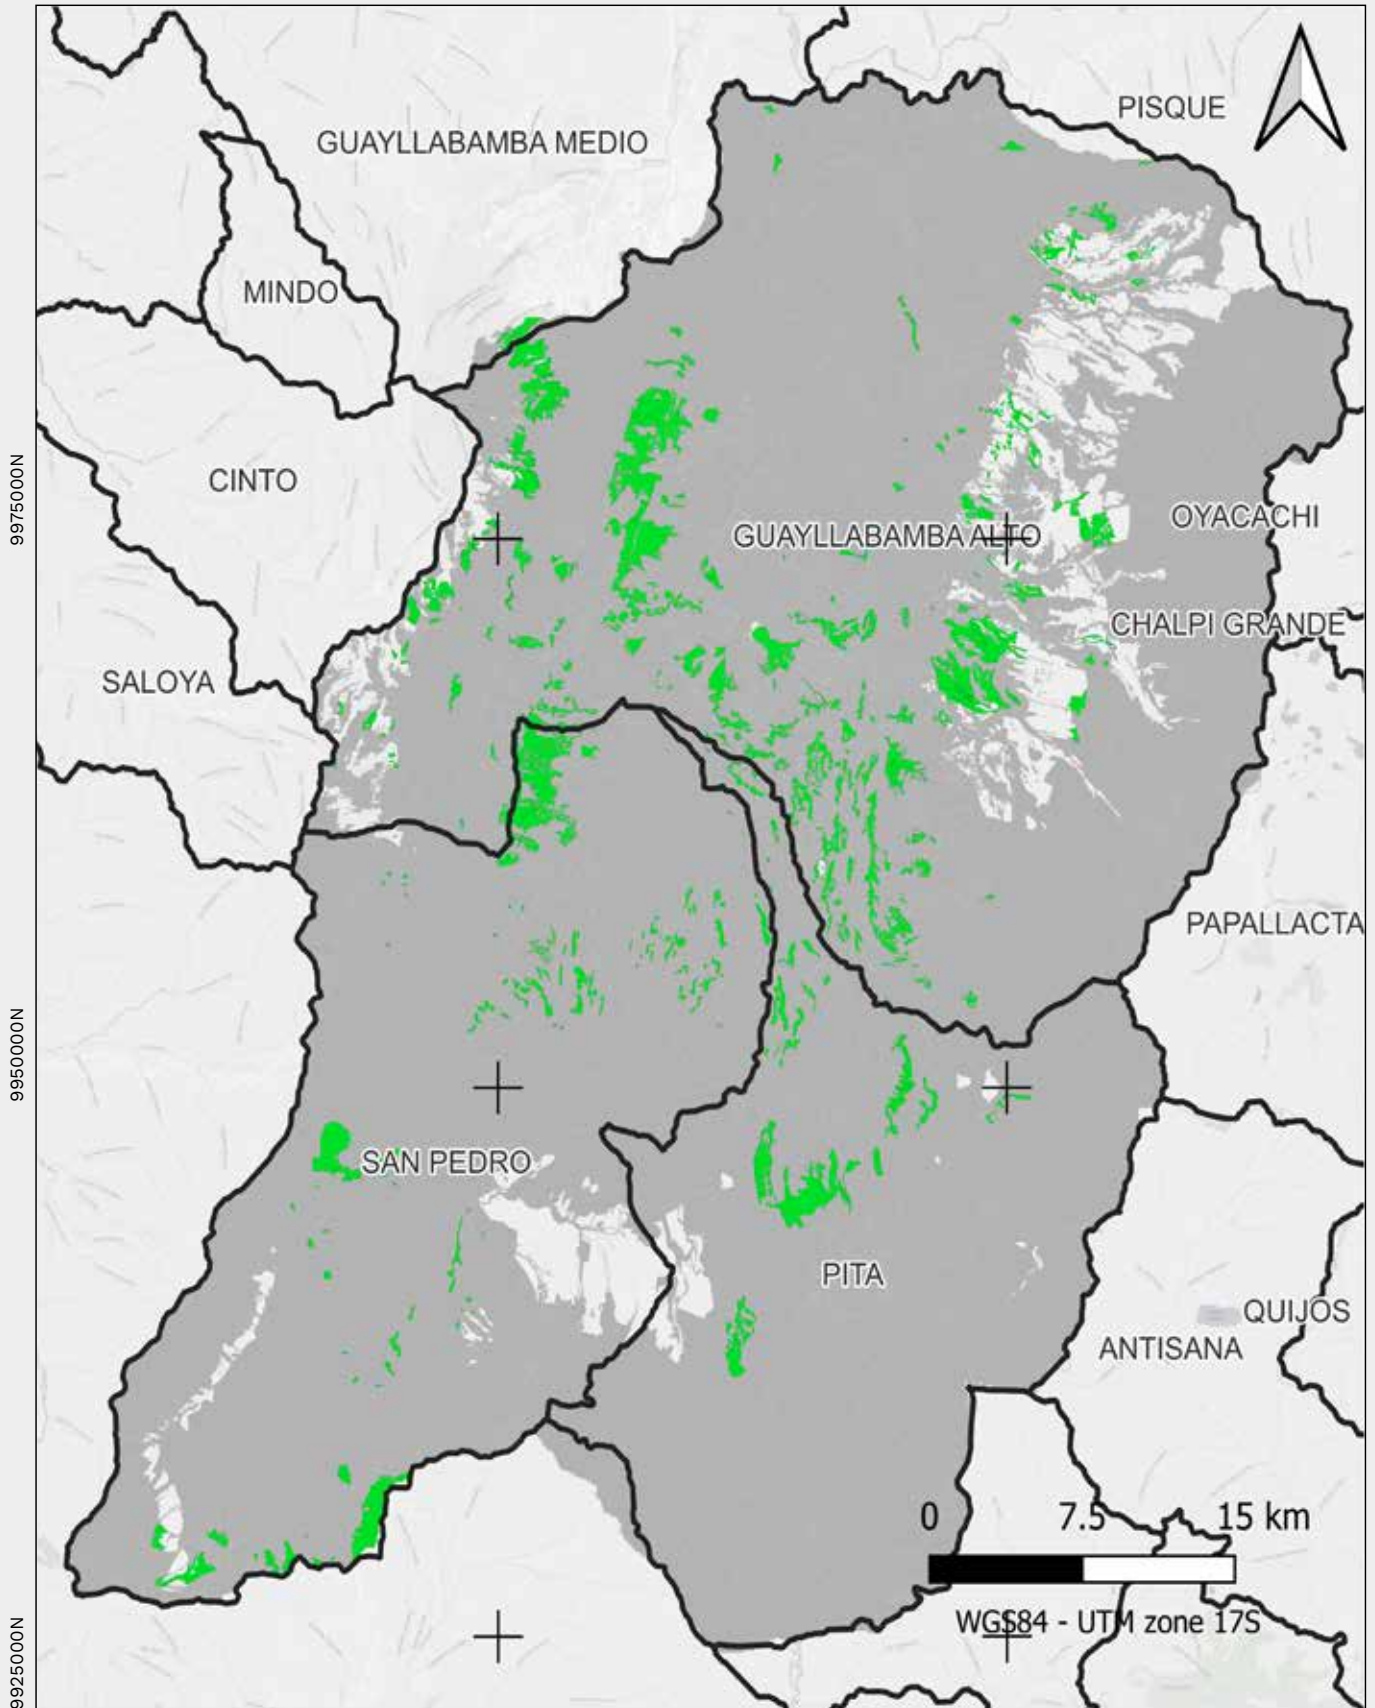 PISQUE
GUAYLLABAMBA MEDIO
MINDO
CINTO
9975000N
OYACACHI
GUAYLLABAMBA ALTO
CHALPI GRANDE
SALOYA
PAPALLACTA
9950000N
SAN PEDRO
PITA
QUIJOS
ANTISANA
0 7.5 15 km
WGS84 - UTM zone 17S
9925000N